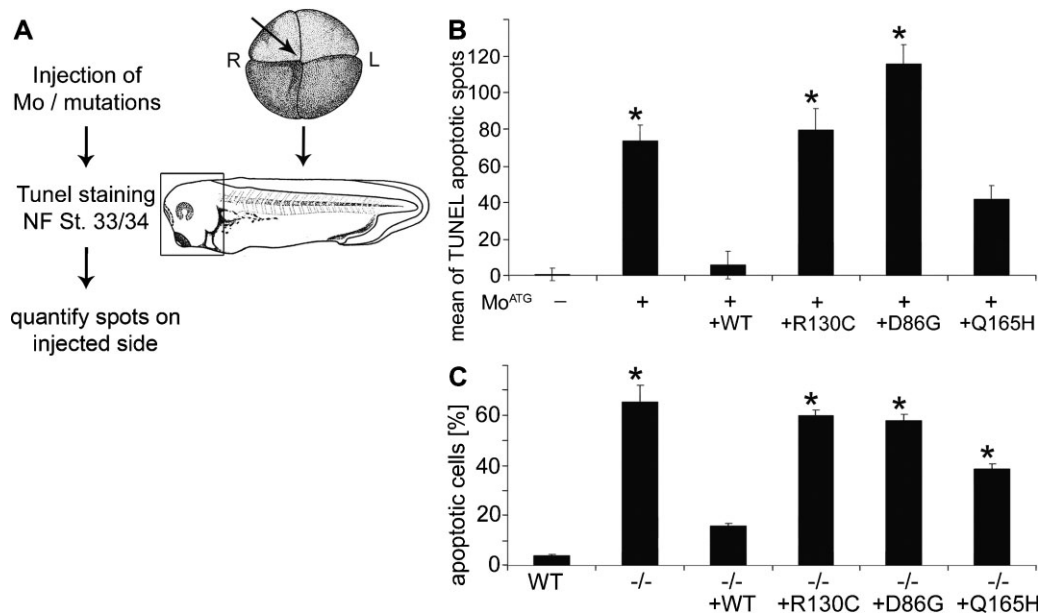 A
Injection of
Mo / mutations
Tunel staining
NF St. 33/34
quantify spots on
injected side
R
L
B
mean of TUNEL apoptotic spots
120
100
80
60
40
20
0
*
*
*
Mo^ATG − + + + + +
+WT +R130C +D86G +Q165H
C
apoptotic cells [%]
60
40
20
0
*
*
*
*
WT -/- -/- -/- -/- -/-
+WT +R130C +D86G +Q165H